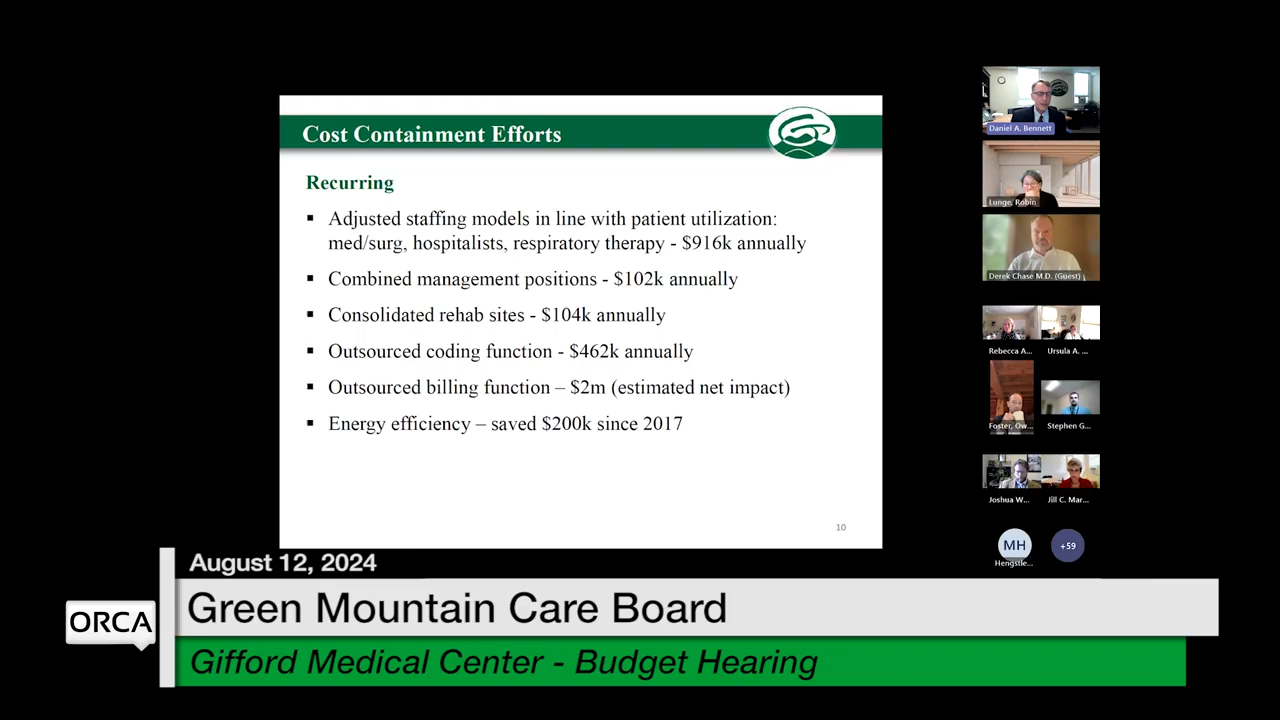 Cost Containment Efforts
Recurring
Adjusted staffing models in line with patient utilization:
med/surg, hospitalists, respiratory therapy - $916k annually
Combined management positions - $102k annually
Consolidated rehab sites - $104k annually
Outsourced coding function - $462k annually
Outsourced billing function – $2m (estimated net impact)
Energy efficiency – saved $200k since 2017
10
Daniel A. Bennett
Lunge, Robin
Derek Chase M.D. (Guest)
Rebecca A...
Ursula A. ...
Foster, Ow...
Stephen G...
Joshua W...
Jill C. Mar...
MH
+59
Hengstle...
August 12, 2024
ORCA
Green Mountain Care Board
Gifford Medical Center - Budget Hearing